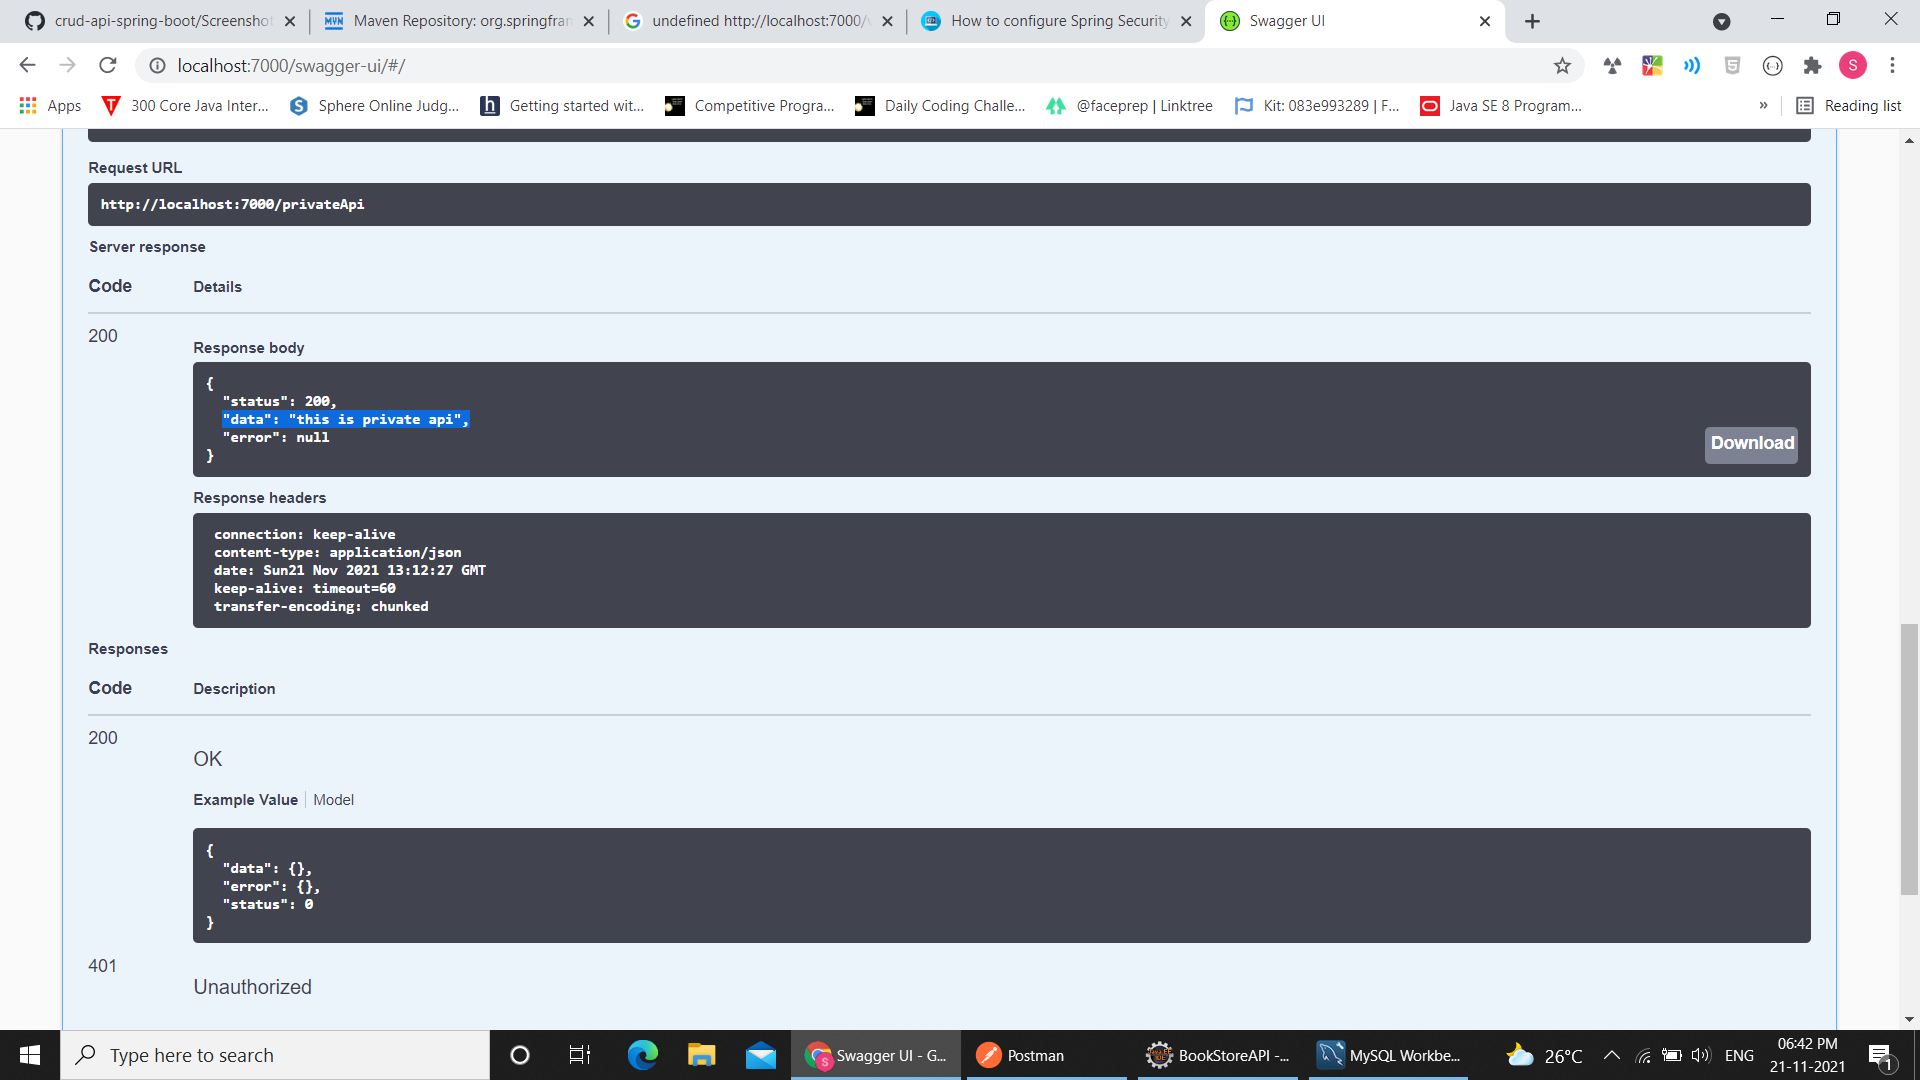 crud-api-spring-boot/Screenshot
Maven Repository: org.springfran
undefined http://localhost:7000/
How to configure Spring Security
Swagger UI
localhost:7000/swagger-ui/#/
S
Apps
300 Core Java Inter...
Sphere Online Judg...
Getting started wit...
Competitive Progra...
Daily Coding Challe...
@faceprep | Linktree
Kit: 083e993289 | F...
Java SE 8 Program...
»
Reading list
Request URL
http://localhost:7000/privateApi
Server response
Code Details
200
Response body
{
"status": 200,
"data": "this is private api",
"error": null
}
Download
Response headers
connection: keep-alive
content-type: application/json
date: Sun21 Nov 2021 13:12:27 GMT
keep-alive: timeout=60
transfer-encoding: chunked
Responses
Code Description
200
OK
Example Value Model
{
"data": {},
"error": {},
"status": 0
}
401
Unauthorized
Type here to search
Swagger UI - G...
Postman
BookStoreAPI -...
MySQL Workbe...
26°C
ENG
06:42 PM
21-11-2021
1